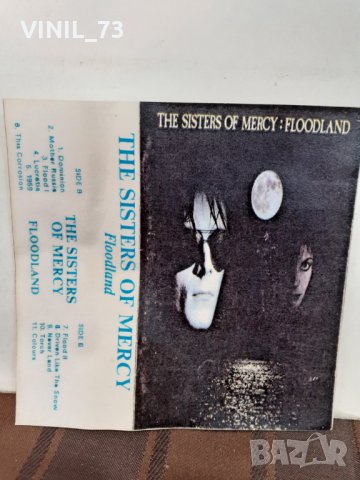 VINIL_73
THE SISTERS OF MERCY : FLOODLAND
THE SISTERS OF MERCY
Floodland
SIDE B
1. Dominion
2. Mother Russia
3. Flood I
4. Lucretia
5. 1959
6. This Corrosion
THE SISTERS
OF MERCY
FLOODLAND
SIDE B
7. Flood II
8. Driven Like The Snow
9. Never Land
10. Torch
11. Colours
BAZAR